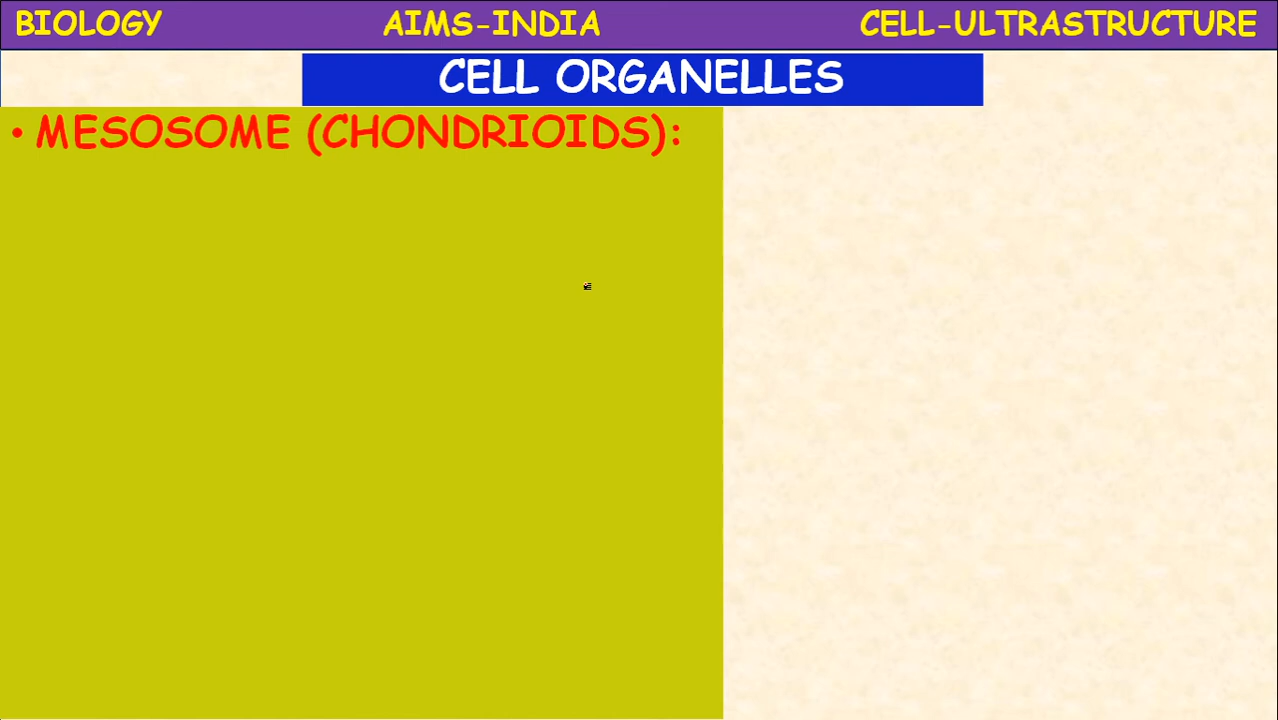 BIOLOGY AIMS-INDIA CELL-ULTRASTRUCTURE
CELL ORGANELLES
• MESOSOME (CHONDRIOIDS):